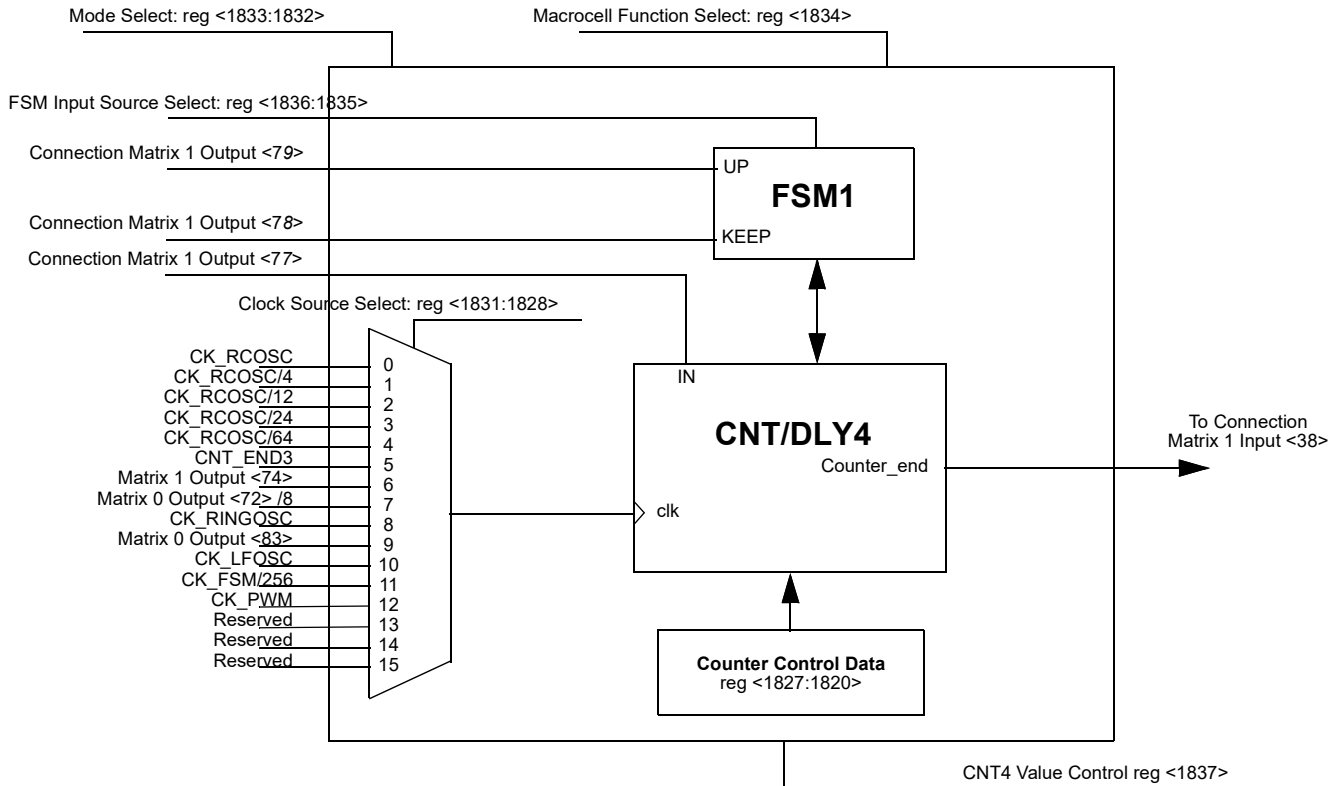 Mode Select: reg <1833:1832>
Macrocell Function Select: reg <1834>
FSM Input Source Select: reg <1836:1835>
Connection Matrix 1 Output <79>
UP
FSM1
Connection Matrix 1 Output <78>
KEEP
Connection Matrix 1 Output <77>
Clock Source Select: reg <1831:1828>
CK_RCOSC
0
CK_RCOSC/4
1
CK_RCOSC/12
2
CK_RCOSC/24
3
CK_RCOSC/64
4
CNT_END3
5
Matrix 1 Output <74>
6
Matrix 0 Output <72> /8
7
CK_RINGOSC
8
Matrix 0 Output <83>
9
CK_LFOSC
10
CK_FSM/256
11
CK_PWM
12
Reserved
13
Reserved
14
Reserved
15
IN
CNT/DLY4
Counter_end
clk
To Connection
Matrix 1 Input <38>
Counter Control Data
reg <1827:1820>
CNT4 Value Control reg <1837>